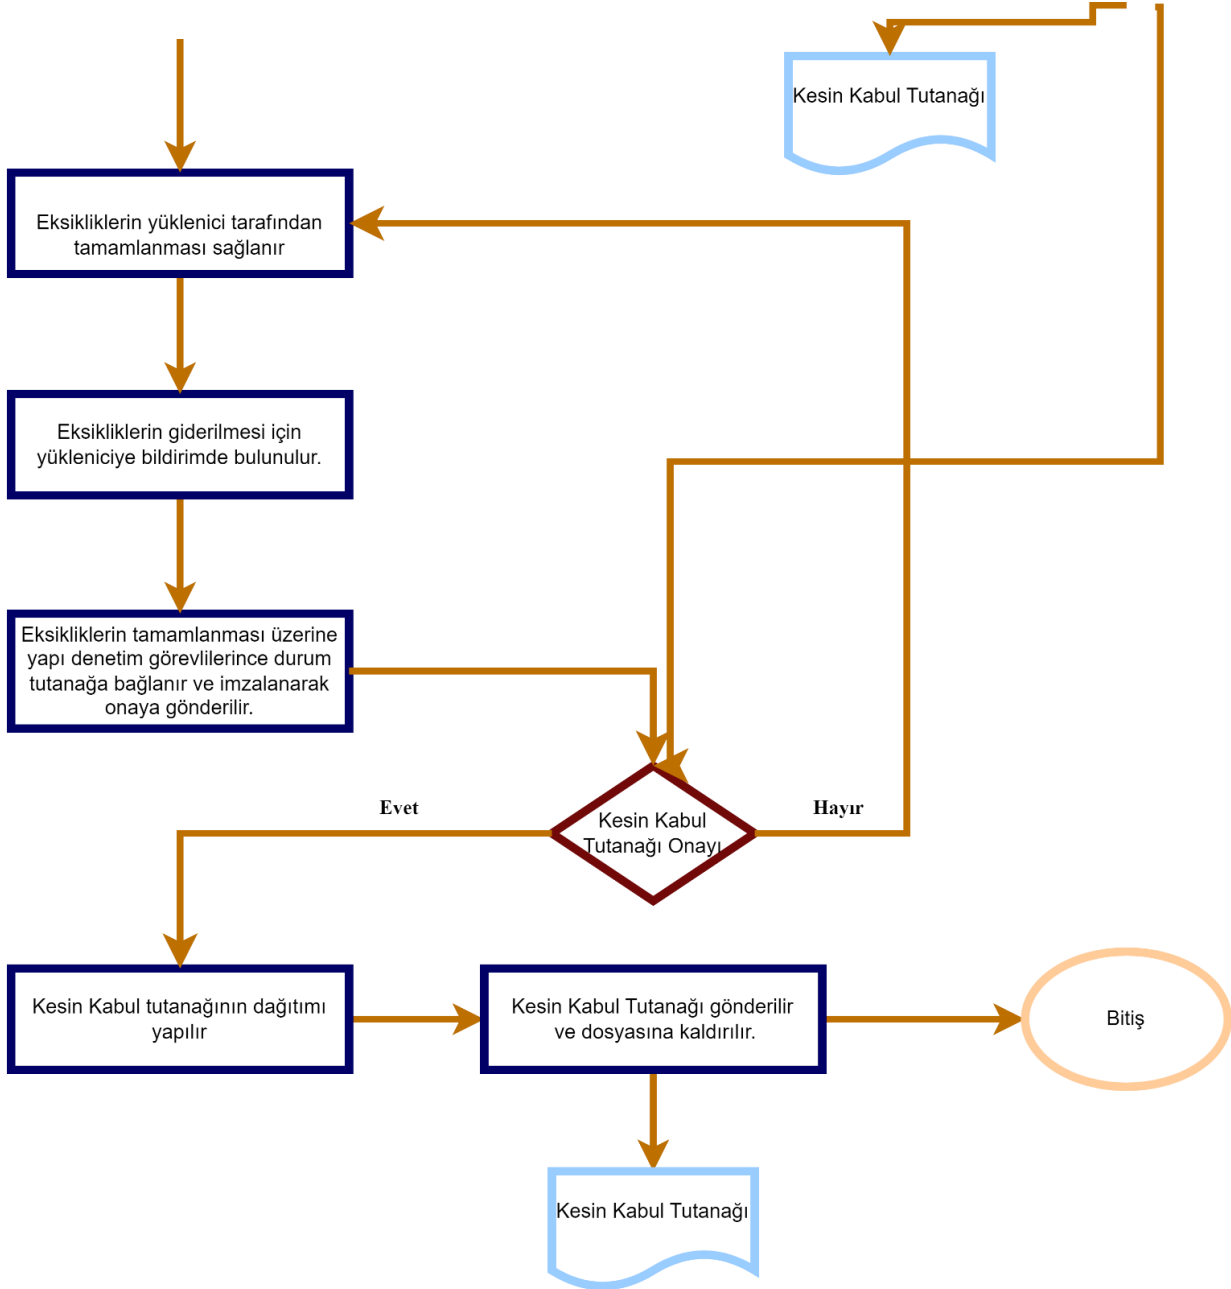 Kesin Kabul Tutanağı
Eksikliklerin yüklenici tarafından
tamamlanması sağlanır
Eksikliklerin giderilmesi için
yükleniciye bildirimde bulunulur.
Eksikliklerin tamamlanması üzerine
yapı denetim görevlilerince durum
tutanağa bağlanır ve imzalanarak
onaya gönderilir.
Evet
Hayır
Kesin Kabul
Tutanağı Onayı
Kesin Kabul tutanağının dağıtımı
yapılır
Kesin Kabul Tutanağı gönderilir
ve dosyasına kaldırılır.
Bitiş
Kesin Kabul Tutanağı